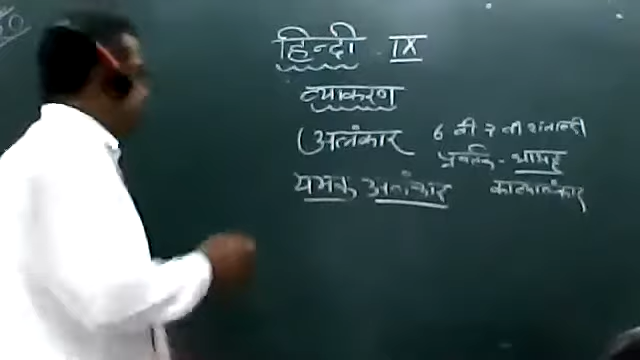 हिन्दी IX
व्याकरण
अलंकार 6 वी 7 वी शताब्दी
प्रवर्तक - भामह
यमक अलंकार काव्यालंकार